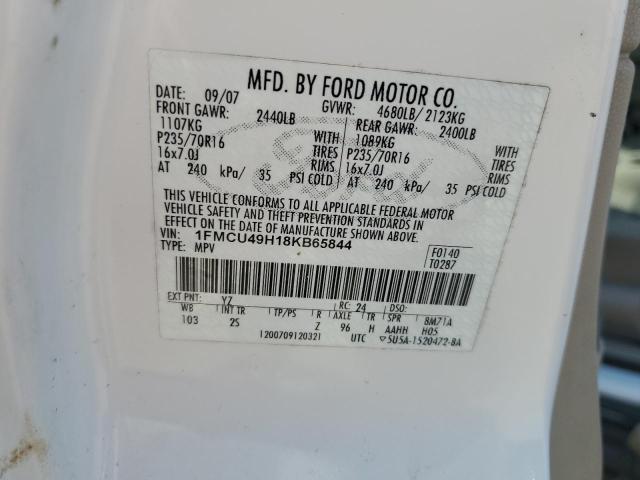 MFD. BY FORD MOTOR CO.
DATE: 09/07 GVWR: 4680LB/ 2123KG
FRONT GAWR: 2440LB REAR GAWR: 2400LB
1107KG WITH 1089KG WITH
P235/70R16 TIRES P235/70R16 TIRES
16x7.0J RIMS 16x7.0J RIMS
AT 240 kPa/ 35 PSI COLD AT 240 kPa/ 35 PSI COLD
THIS VEHICLE CONFORMS TO ALL APPLICABLE FEDERAL MOTOR
VEHICLE SAFETY AND THEFT PREVENTION STANDARDS IN
EFFECT ON THE DATE OF MANUFACTURE SHOWN ABOVE.
VIN: 1FMCU49H18KB65844
TYPE: MPV
F0140
T0287
EXT PNT: YZ RC: 24 DSO:
WB INT TR TP/PS R AXLE TR SPR 8M71A
103 2S Z 96 H AAHH H05
1200709120321 UTC ▽5U5A-1520472-BA